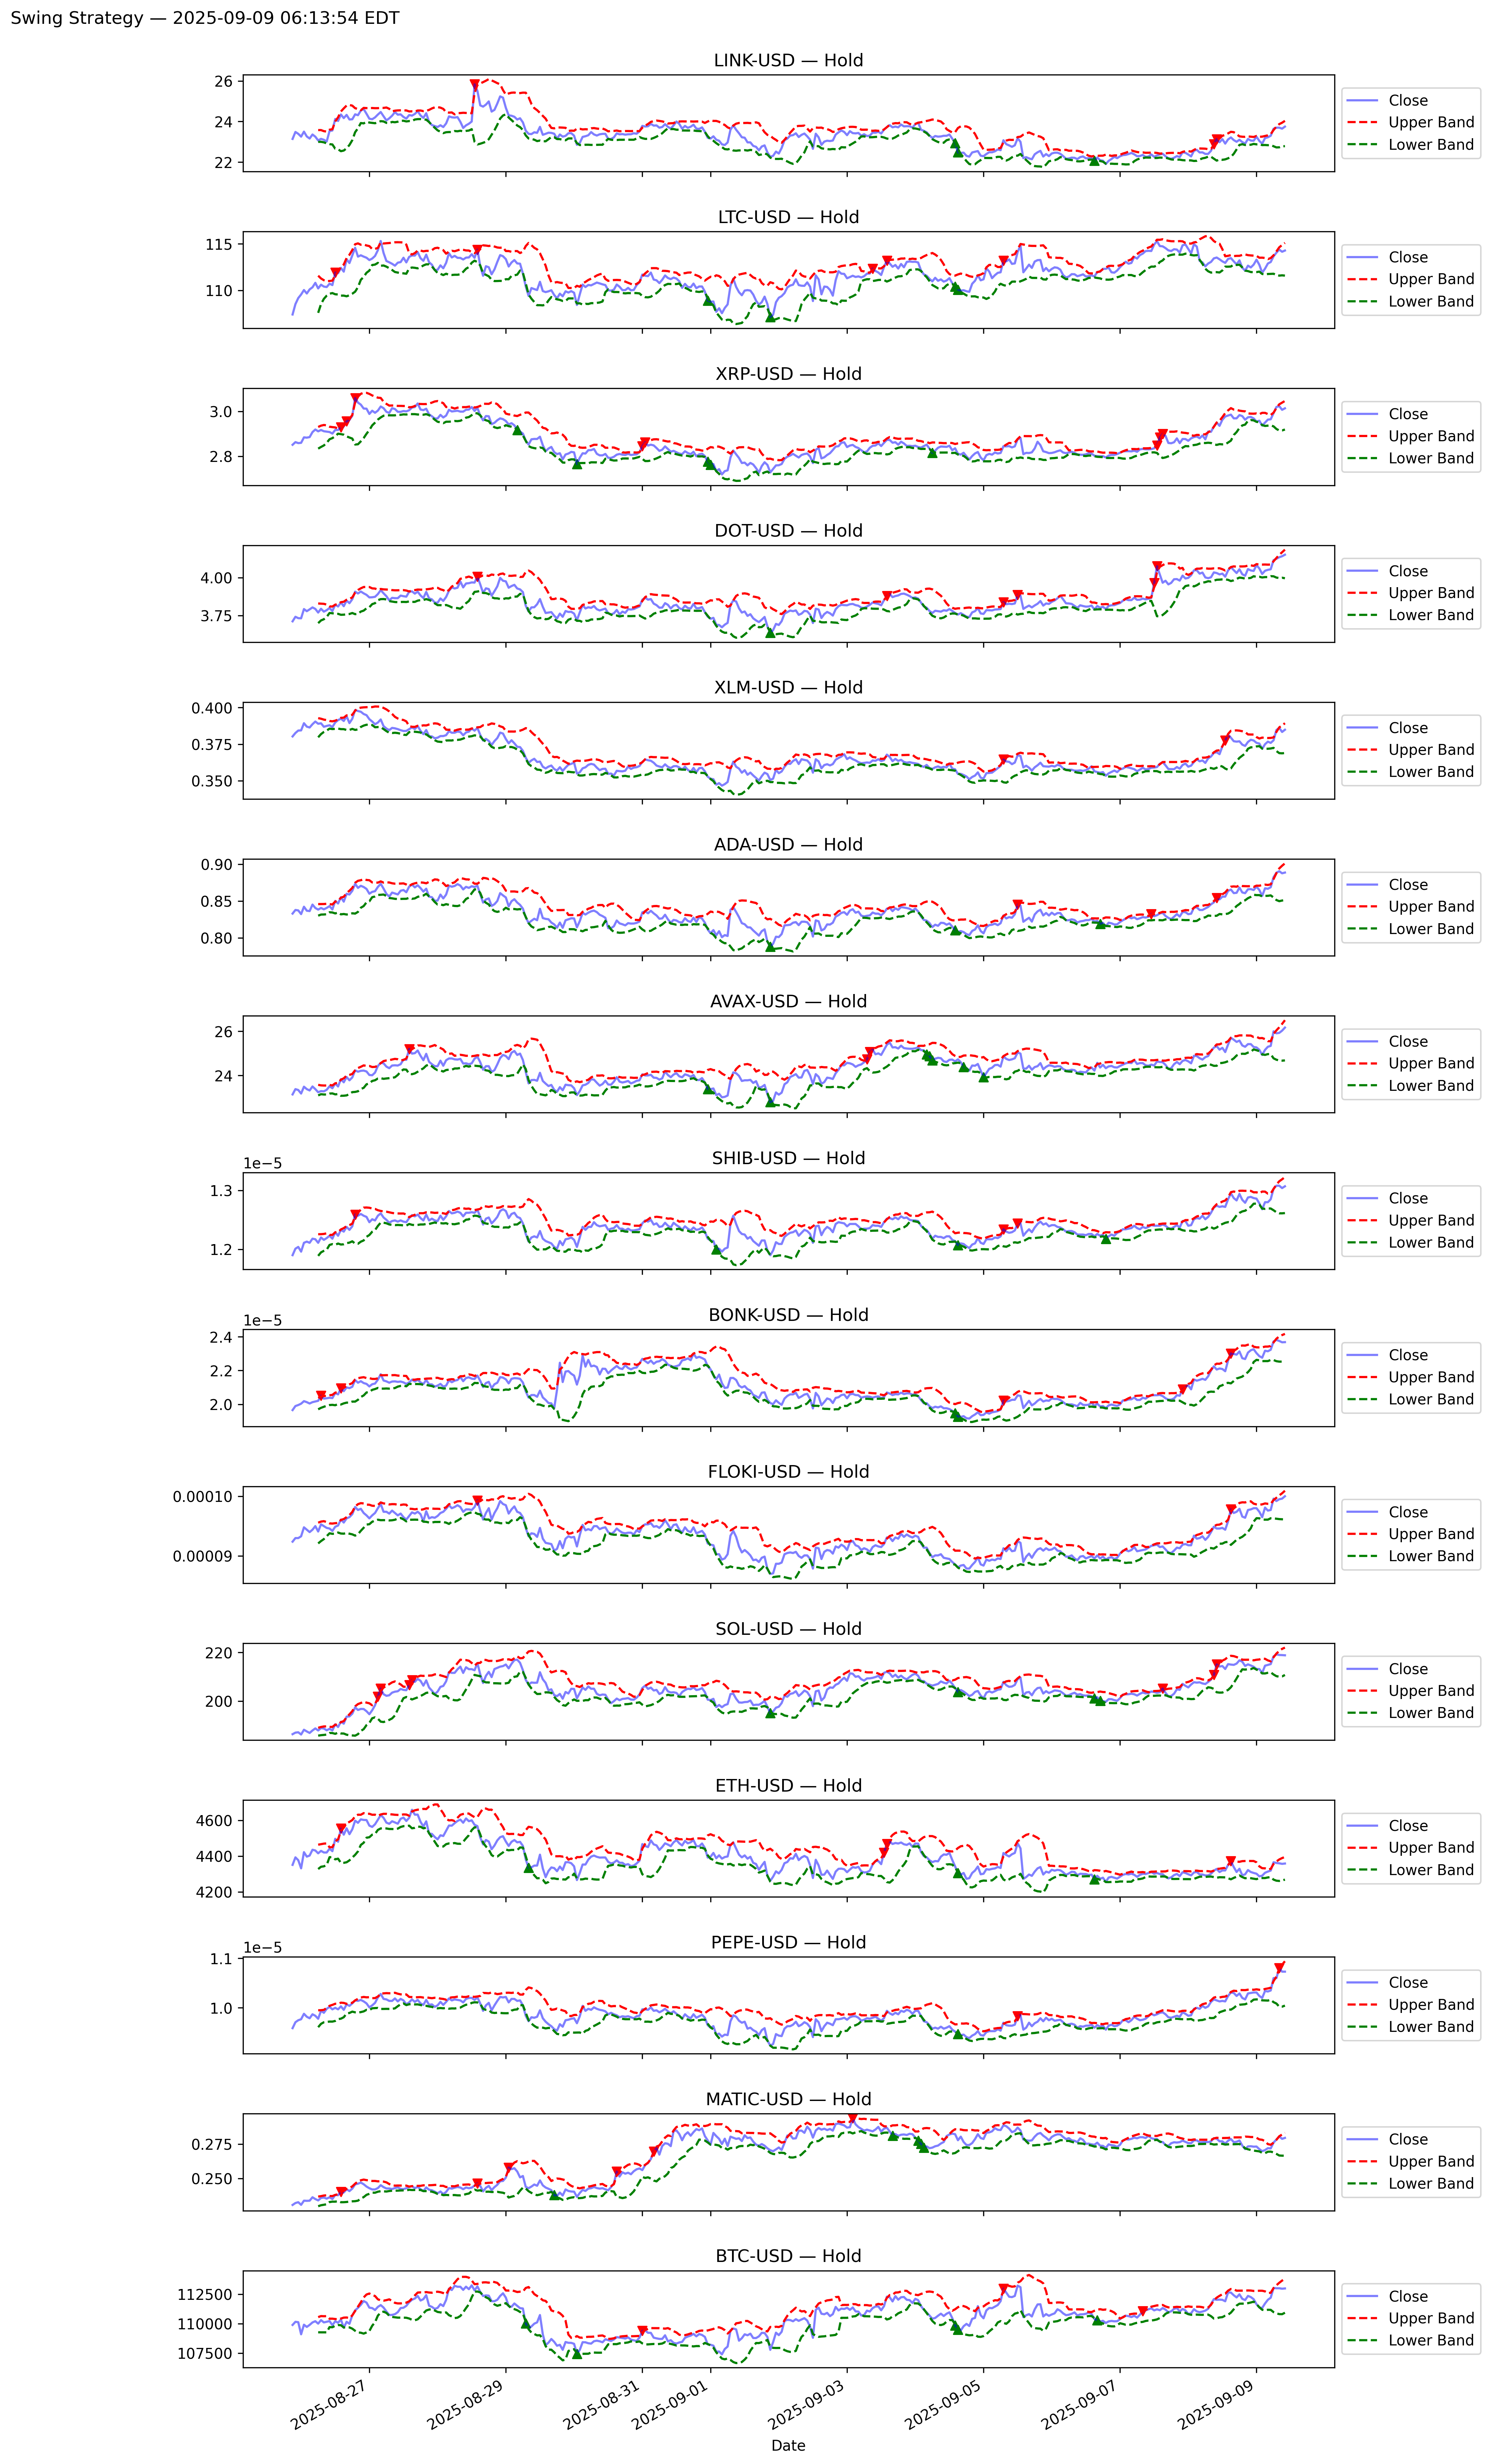 Swing Strategy — 2025-09-09 06:13:54 EDT
LINK-USD — Hold
26
24
22
Close
Upper Band
Lower Band
LTC-USD — Hold
115
110
Close
Upper Band
Lower Band
XRP-USD — Hold
3.0
2.8
Close
Upper Band
Lower Band
DOT-USD — Hold
4.00
3.75
Close
Upper Band
Lower Band
XLM-USD — Hold
0.400
0.375
0.350
Close
Upper Band
Lower Band
ADA-USD — Hold
0.90
0.85
0.80
Close
Upper Band
Lower Band
AVAX-USD — Hold
26
24
Close
Upper Band
Lower Band
SHIB-USD — Hold
1e−5
1.3
1.2
Close
Upper Band
Lower Band
BONK-USD — Hold
1e−5
2.4
2.2
2.0
Close
Upper Band
Lower Band
FLOKI-USD — Hold
0.00010
0.00009
Close
Upper Band
Lower Band
SOL-USD — Hold
220
200
Close
Upper Band
Lower Band
ETH-USD — Hold
4600
4400
4200
Close
Upper Band
Lower Band
PEPE-USD — Hold
1e−5
1.1
1.0
Close
Upper Band
Lower Band
MATIC-USD — Hold
0.275
0.250
Close
Upper Band
Lower Band
BTC-USD — Hold
112500
110000
107500
Close
Upper Band
Lower Band
2025-08-27
2025-08-29
2025-08-31
2025-09-01
2025-09-03
2025-09-05
2025-09-07
2025-09-09
Date